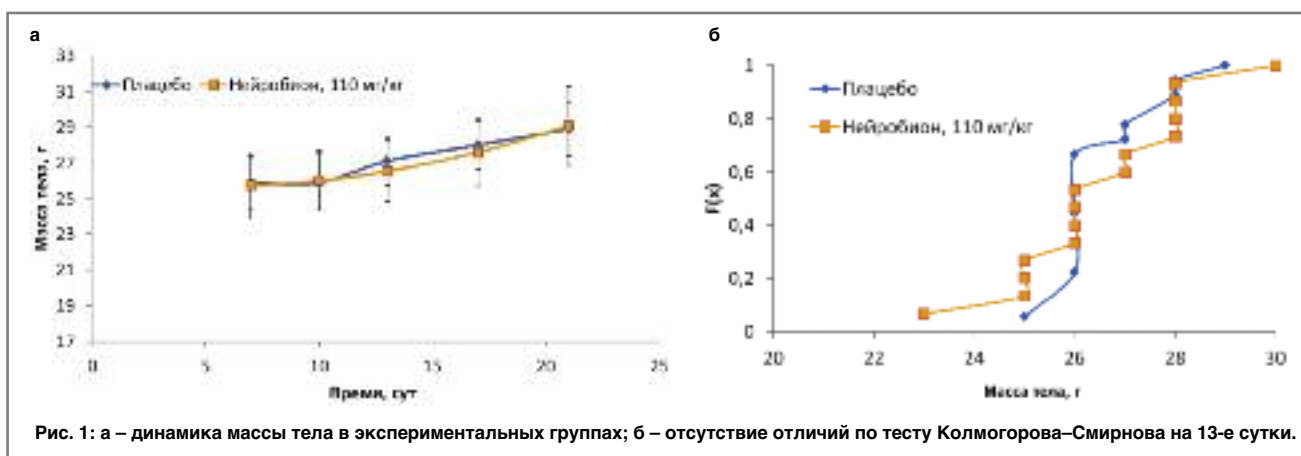 а
Масса тела, г
33
31
29
27
25
23
21
19
17
Плацебо
Нейробион, 110 мг/кг
0
5
10
15
20
25
Время, сут
б
F(x)
1
0,8
0,6
0,4
0,2
0
Плацебо
Нейробион, 110 мг/кг
20
22
24
26
28
30
Масса тела, г
Рис. 1: а – динамика массы тела в экспериментальных группах; б – отсутствие отличий по тесту Колмогорова–Смирнова на 13-е сутки.